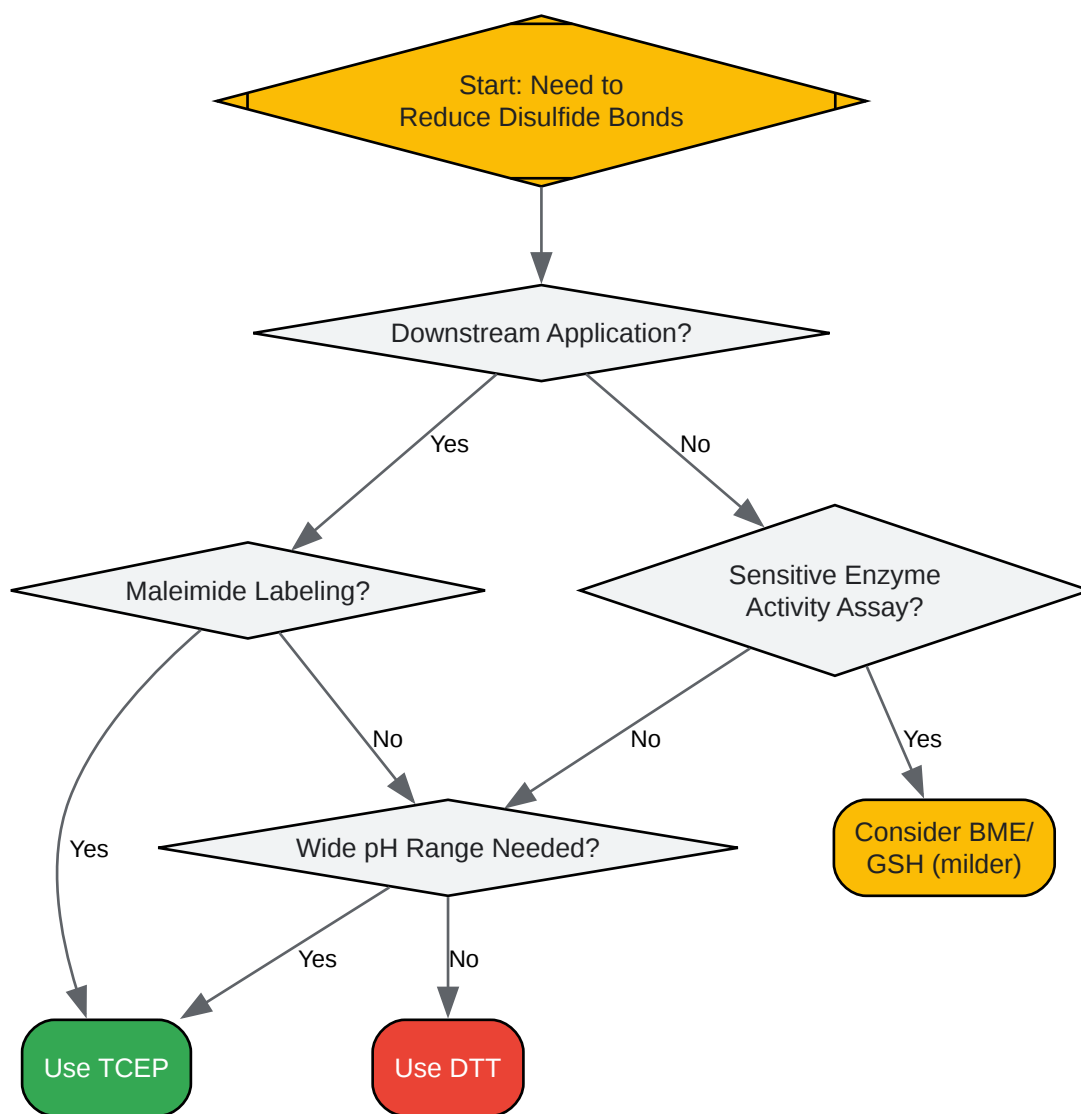 Start: Need to
Reduce Disulfide Bonds
Downstream Application?
Yes
No
Maleimide Labeling?
Sensitive Enzyme
Activity Assay?
No
No
Yes
Yes
Wide pH Range Needed?
Consider BME/
GSH (milder)
Yes
No
Use TCEP
Use DTT